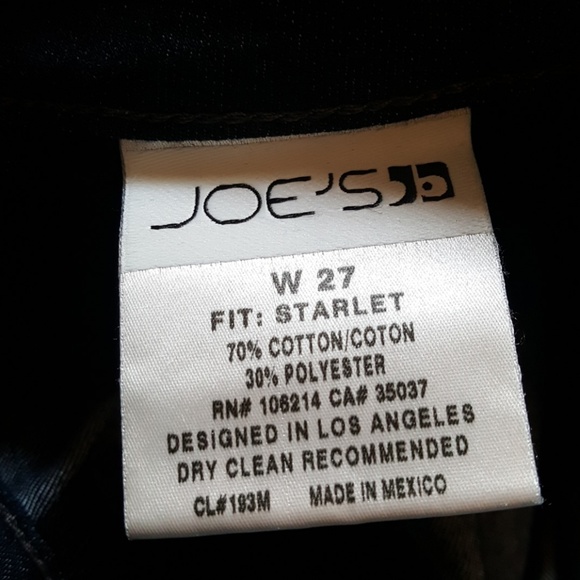 JOE'S
W 27
FIT: STARLET
70% COTTON/COTON
30% POLYESTER
RN# 106214 CA# 35037
DESIGNED IN LOS ANGELES
DRY CLEAN RECOMMENDED
CL#193M MADE IN MEXICO